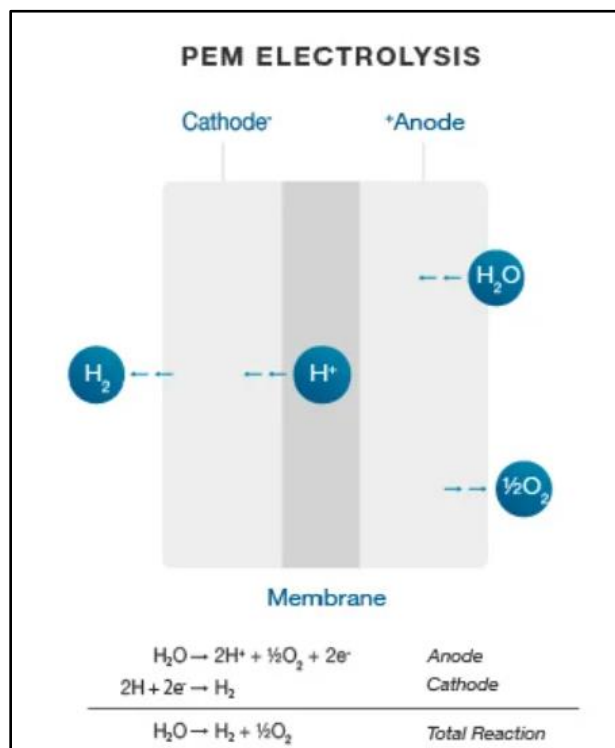 PEM ELECTROLYSIS
Cathode⁻ ⁺Anode
H₂O
H₂ H⁺
½O₂
Membrane
H₂O → 2H⁺ + ½O₂ + 2e⁻ Anode
2H + 2e⁻ → H₂ Cathode
H₂O → H₂ + ½O₂ Total Reaction